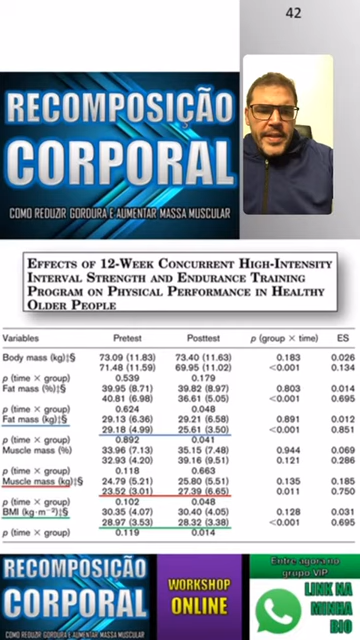 42
RECOMPOSIÇÃO
CORPORAL
COMO REDUZIR GORDURA E AUMENTAR MASSA MUSCULAR
EFFECTS OF 12-WEEK CONCURRENT HIGH-INTENSITY
INTERVAL STRENGTH AND ENDURANCE TRAINING
PROGRAM ON PHYSICAL PERFORMANCE IN HEALTHY
OLDER PEOPLE
Variables Pretest Posttest p (group × time) ES
Body mass (kg)‡§ 73.09 (11.83) 73.40 (11.63) 0.183 0.026
71.48 (11.59) 69.95 (11.02) <0.001 0.134
p (time × group) 0.539 0.179
Fat mass (%)‡§ 39.95 (8.71) 39.82 (8.97) 0.803 0.014
40.81 (6.98) 36.61 (5.05) <0.001 0.695
p (time × group) 0.624 0.048
Fat mass (kg)‡§ 29.13 (6.36) 29.21 (6.58) 0.891 0.012
29.18 (4.99) 25.61 (3.50) <0.001 0.851
p (time × group) 0.892 0.041
Muscle mass (%) 33.96 (7.13) 35.15 (7.48) 0.944 0.069
32.93 (4.20) 39.16 (9.51) 0.121 0.286
p (time × group) 0.118 0.663
Muscle mass (kg)‡§ 24.79 (5.21) 25.80 (5.51) 0.135 0.185
23.52 (3.01) 27.39 (6.65) 0.011 0.750
p (time × group) 0.102 0.048
BMI (kg·m⁻²)‡§ 30.35 (4.07) 30.40 (4.05) 0.128 0.031
28.97 (3.53) 28.32 (3.38) <0.001 0.695
p (time × group) 0.119 0.014
RECOMPOSIÇÃO
CORPORAL
COMO REDUZIR GORDURA E AUMENTAR MASSA MUSCULAR
WORKSHOP
ONLINE
Entre agora no
grupo VIP
LINK NA
MINHA
BIO